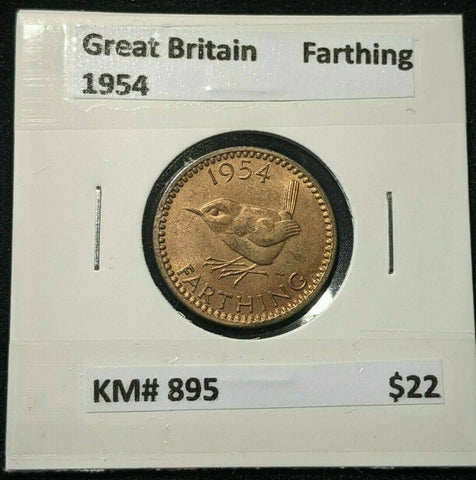 Great Britain Farthing
1954
1954
FARTHING
KM# 895 $22